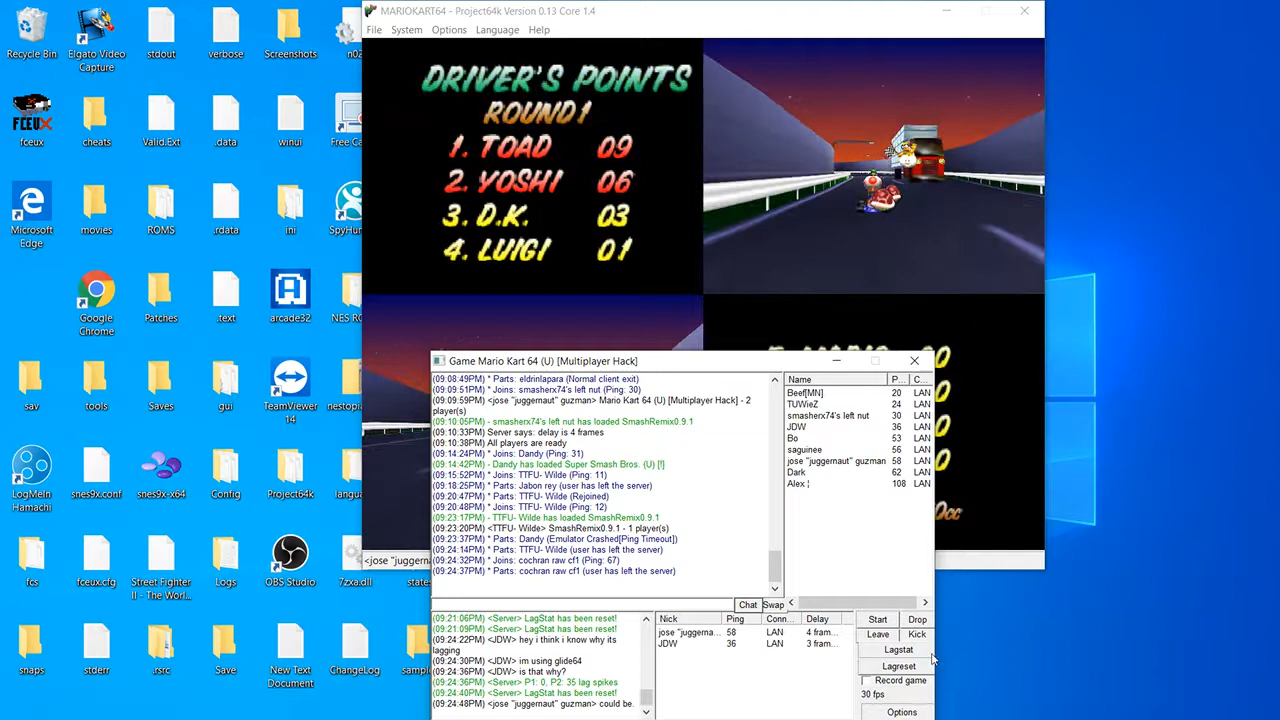 Recycle Bin
Elgato Video Capture
stdout
verbose
Screenshots
n02
fceux
cheats
Valid.Ext
.data
winui
Free Ga
Microsoft Edge
movies
ROMS
.rdata
ini
SpyHun
Google Chrome
Patches
.text
arcade32
NES RO
sav
tools
Saves
gui
TeamViewer 14
nestopia
LogMeIn Hamachi
snes9x.conf
snes9x-x64
Config
Project64k
langua
fcs
fceux.cfg
Street Fighter II - The Worl...
Logs
OBS Studio
7zxa.dll
states
snaps
stderr
.rsrc
Save
New Text Document
ChangeLog
sampl
MARIOKART64 - Project64k Version 0.13 Core 1.4
File System Options Language Help
DRIVER'S POINTS
ROUND1
1. TOAD 09
2. YOSHI 06
3. D.K. 03
4. LUIGI 01
<jose "juggerna
Game Mario Kart 64 (U) [Multiplayer Hack]
(09:08:49PM) * Parts: eldrinlapara (Normal client exit)
(09:09:51PM) * Joins: smasherx74's left nut (Ping: 30)
(09:09:59PM) <jose "juggernaut" guzman> Mario Kart 64 (U) [Multiplayer Hack] - 2
player(s)
(09:10:05PM) - smasherx74's left nut has loaded SmashRemix0.9.1
(09:10:33PM) Server says: delay is 4 frames
(09:10:38PM) All players are ready
(09:14:24PM) * Joins: Dandy (Ping: 31)
(09:14:42PM) - Dandy has loaded Super Smash Bros. (U) [!]
(09:15:52PM) * Joins: TTFU- Wilde (Ping: 11)
(09:18:25PM) * Parts: Jabon rey (user has left the server)
(09:20:47PM) * Parts: TTFU- Wilde (Rejoined)
(09:20:48PM) * Joins: TTFU- Wilde (Ping: 12)
(09:23:17PM) - TTFU- Wilde has loaded SmashRemix0.9.1
(09:23:20PM) <TTFU- Wilde> SmashRemix0.9.1 - 1 player(s)
(09:23:37PM) * Parts: Dandy (Emulator Crashed[Ping Timeout])
(09:24:14PM) * Parts: TTFU- Wilde (user has left the server)
(09:24:32PM) * Joins: cochran raw cf1 (Ping: 67)
(09:24:37PM) * Parts: cochran raw cf1 (user has left the server)
Name P... C...
Beef[MN] 20 LAN
TUWieZ 24 LAN
smasherx74's left nut 30 LAN
JDW 36 LAN
Bo 53 LAN
saguinee 56 LAN
jose "juggernaut" guzman 58 LAN
Dark 62 LAN
Alex ¦ 108 LAN
Chat Swap
(09:21:06PM) <Server> LagStat has been reset!
(09:21:09PM) <Server> LagStat has been reset!
(09:24:22PM) <JDW> hey i think i know why its
lagging
(09:24:30PM) <JDW> im using glide64
(09:24:36PM) <JDW> is that why?
(09:24:36PM) <Server> P1: 0, P2: 35 lag spikes
(09:24:40PM) <Server> LagStat has been reset!
(09:24:48PM) <jose "juggernaut" guzman> could be.
Nick Ping Conn... Delay
jose "juggerna... 58 LAN 4 fram...
JDW 36 LAN 3 fram...
Start Drop
Leave Kick
Lagstat
Lagreset
Record game
30 fps
Options